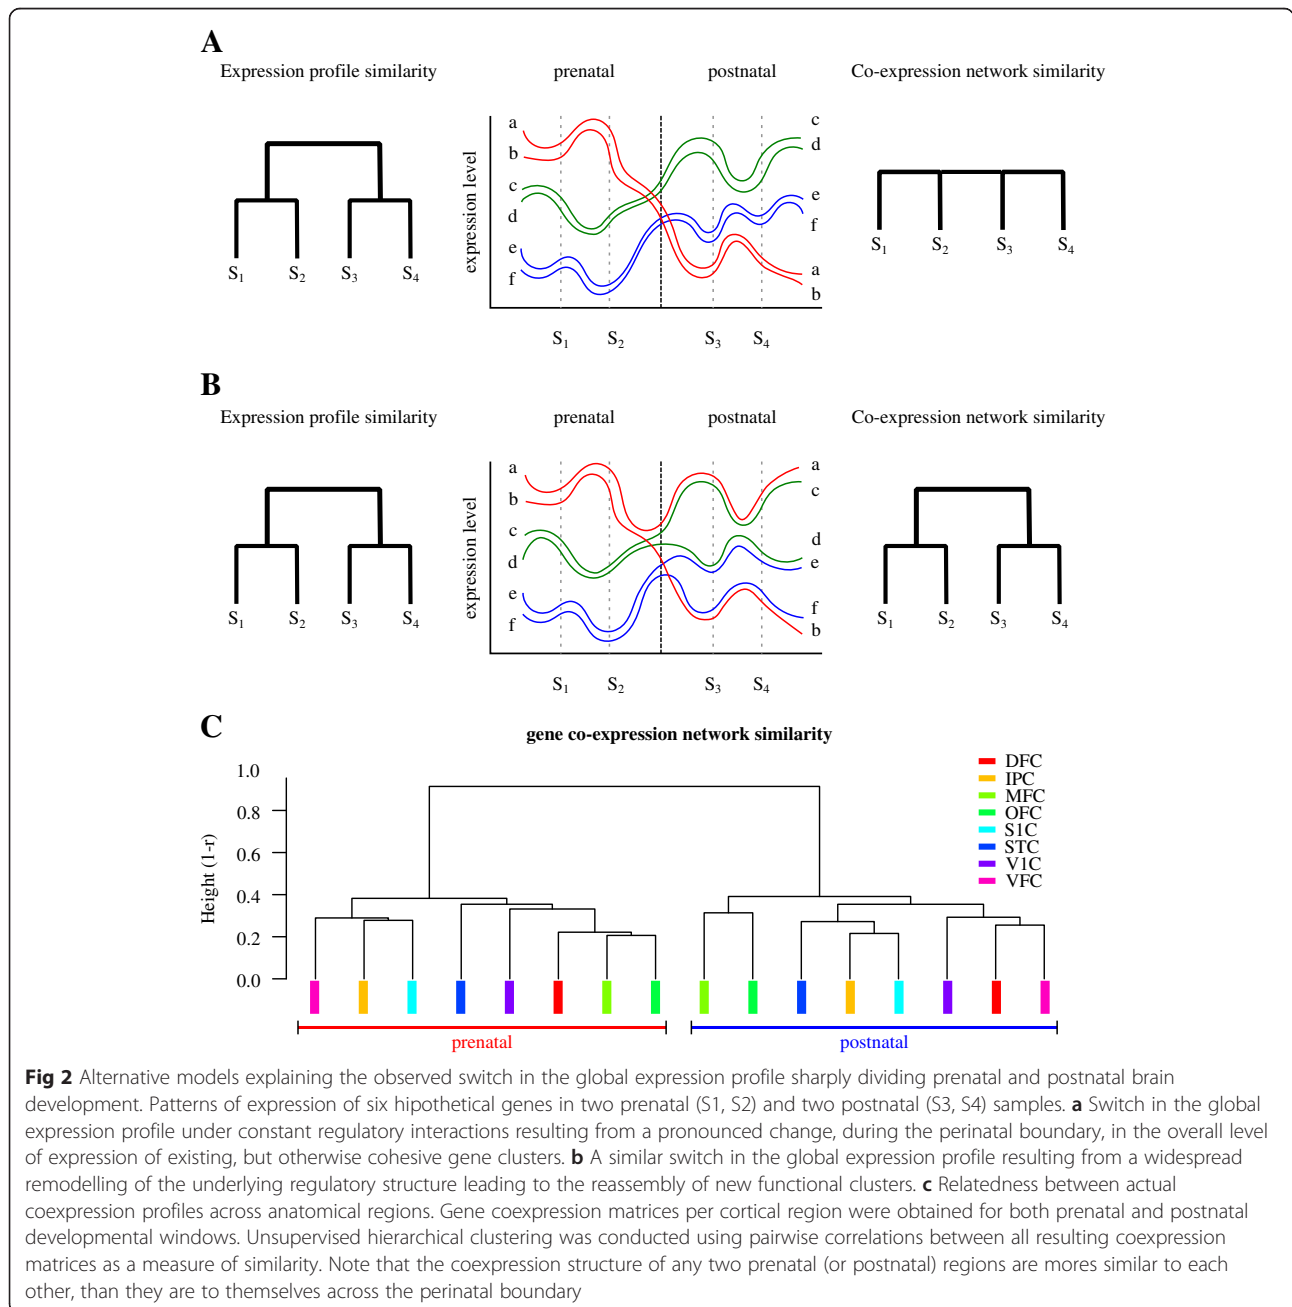 A
Expression profile similarity
prenatal
postnatal
Co-expression network similarity
expression level
a
b
c
d
e
f
c
d
e
f
a
b
S1 S2 S3 S4
S1 S2 S3 S4
S1 S2 S3 S4
B
Expression profile similarity
prenatal
postnatal
Co-expression network similarity
expression level
a
b
c
d
e
f
a
c
d
e
f
b
S1 S2 S3 S4
S1 S2 S3 S4
S1 S2 S3 S4
C
gene co-expression network similarity
Height (1-r)
1.0
0.8
0.6
0.4
0.2
0.0
DFC
IPC
MFC
OFC
S1C
STC
V1C
VFC
prenatal
postnatal
Fig 2 Alternative models explaining the observed switch in the global expression profile sharply dividing prenatal and postnatal brain
development. Patterns of expression of six hipothetical genes in two prenatal (S1, S2) and two postnatal (S3, S4) samples. a Switch in the global
expression profile under constant regulatory interactions resulting from a pronounced change, during the perinatal boundary, in the overall level
of expression of existing, but otherwise cohesive gene clusters. b A similar switch in the global expression profile resulting from a widespread
remodelling of the underlying regulatory structure leading to the reassembly of new functional clusters. c Relatedness between actual
coexpression profiles across anatomical regions. Gene coexpression matrices per cortical region were obtained for both prenatal and postnatal
developmental windows. Unsupervised hierarchical clustering was conducted using pairwise correlations between all resulting coexpression
matrices as a measure of similarity. Note that the coexpression structure of any two prenatal (or postnatal) regions are mores similar to each
other, than they are to themselves across the perinatal boundary